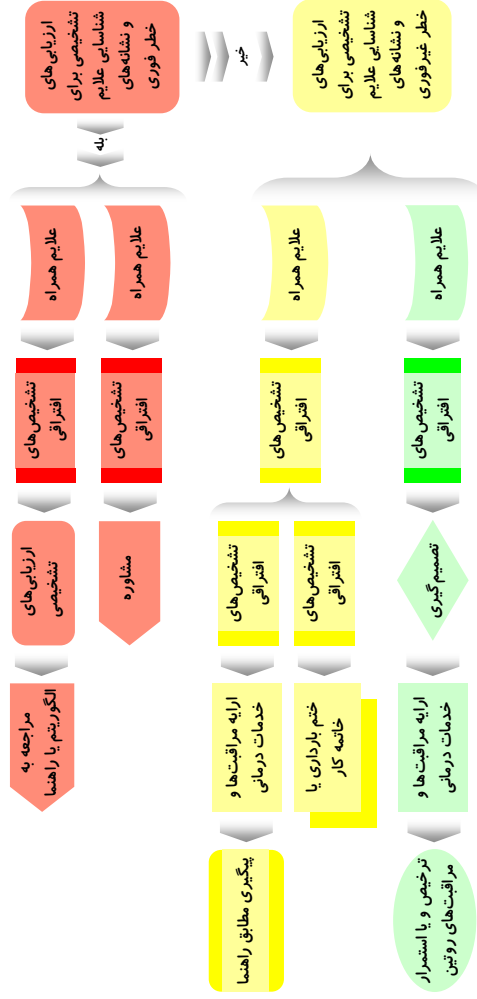 ارزیابی‌های
تشخیصی برای
شناسایی علایم
و نشانه‌های
خطر فوری
خیر
ارزیابی‌های
تشخیصی برای
شناسایی علایم
و نشانه‌های
خطر غیرفوری
بله
علایم همراه
علایم همراه
علایم همراه
علایم همراه
تشخیص‌های
افتراقی
تشخیص‌های
افتراقی
تشخیص‌های
افتراقی
تشخیص‌های
افتراقی
ارزیابی‌های
تشخیصی
مشاوره
تشخیص‌های
افتراقی
تشخیص‌های
افتراقی
تصمیم‌گیری
مراجعه به
الگوریتم یا راهنما
ارایه مراقبت‌ها و
خدمات درمانی
ختم بارداری یا
خاتمه کار
ارایه مراقبت‌ها و
خدمات درمانی
پیگیری مطابق راهنما
ترخیص و یا استمرار
مراقبت‌های روتین